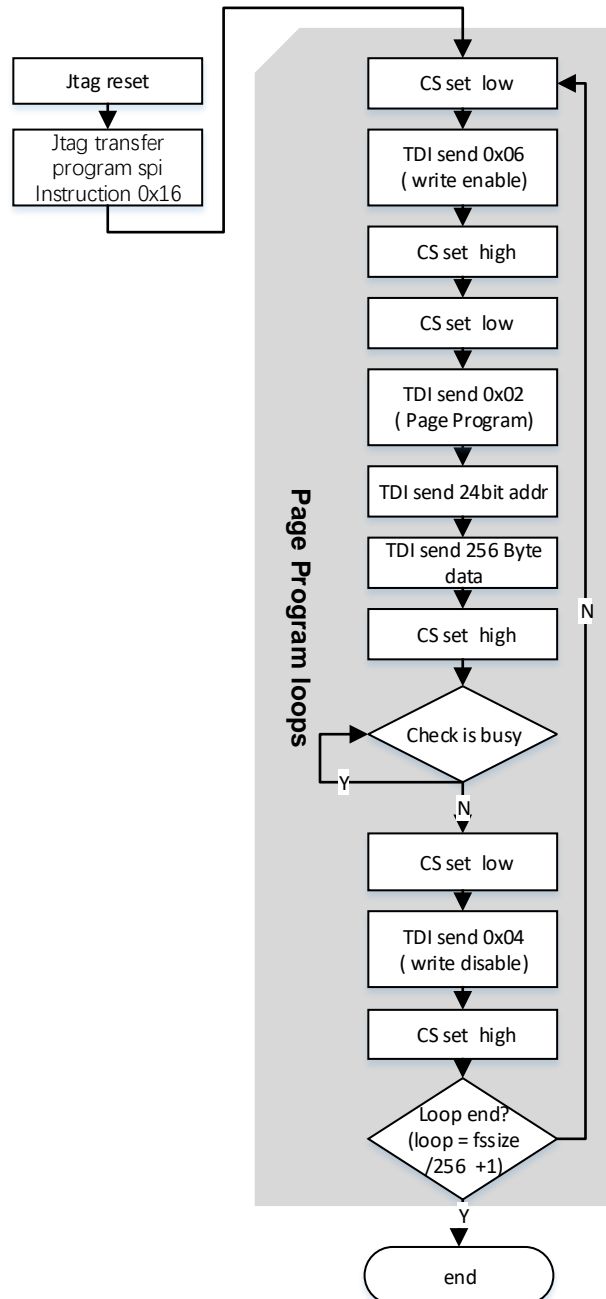 Jtag reset
Jtag transfer
program spi
Instruction 0x16
CS set low
TDI send 0x06
( write enable)
CS set high
CS set low
TDI send 0x02
( Page Program)
TDI send 24bit addr
TDI send 256 Byte
data
CS set high
Check is busy
Y
N
CS set low
TDI send 0x04
( write disable)
CS set high
Loop end?
(loop = fssize
/256 +1)
N
Y
end
Page Program loops